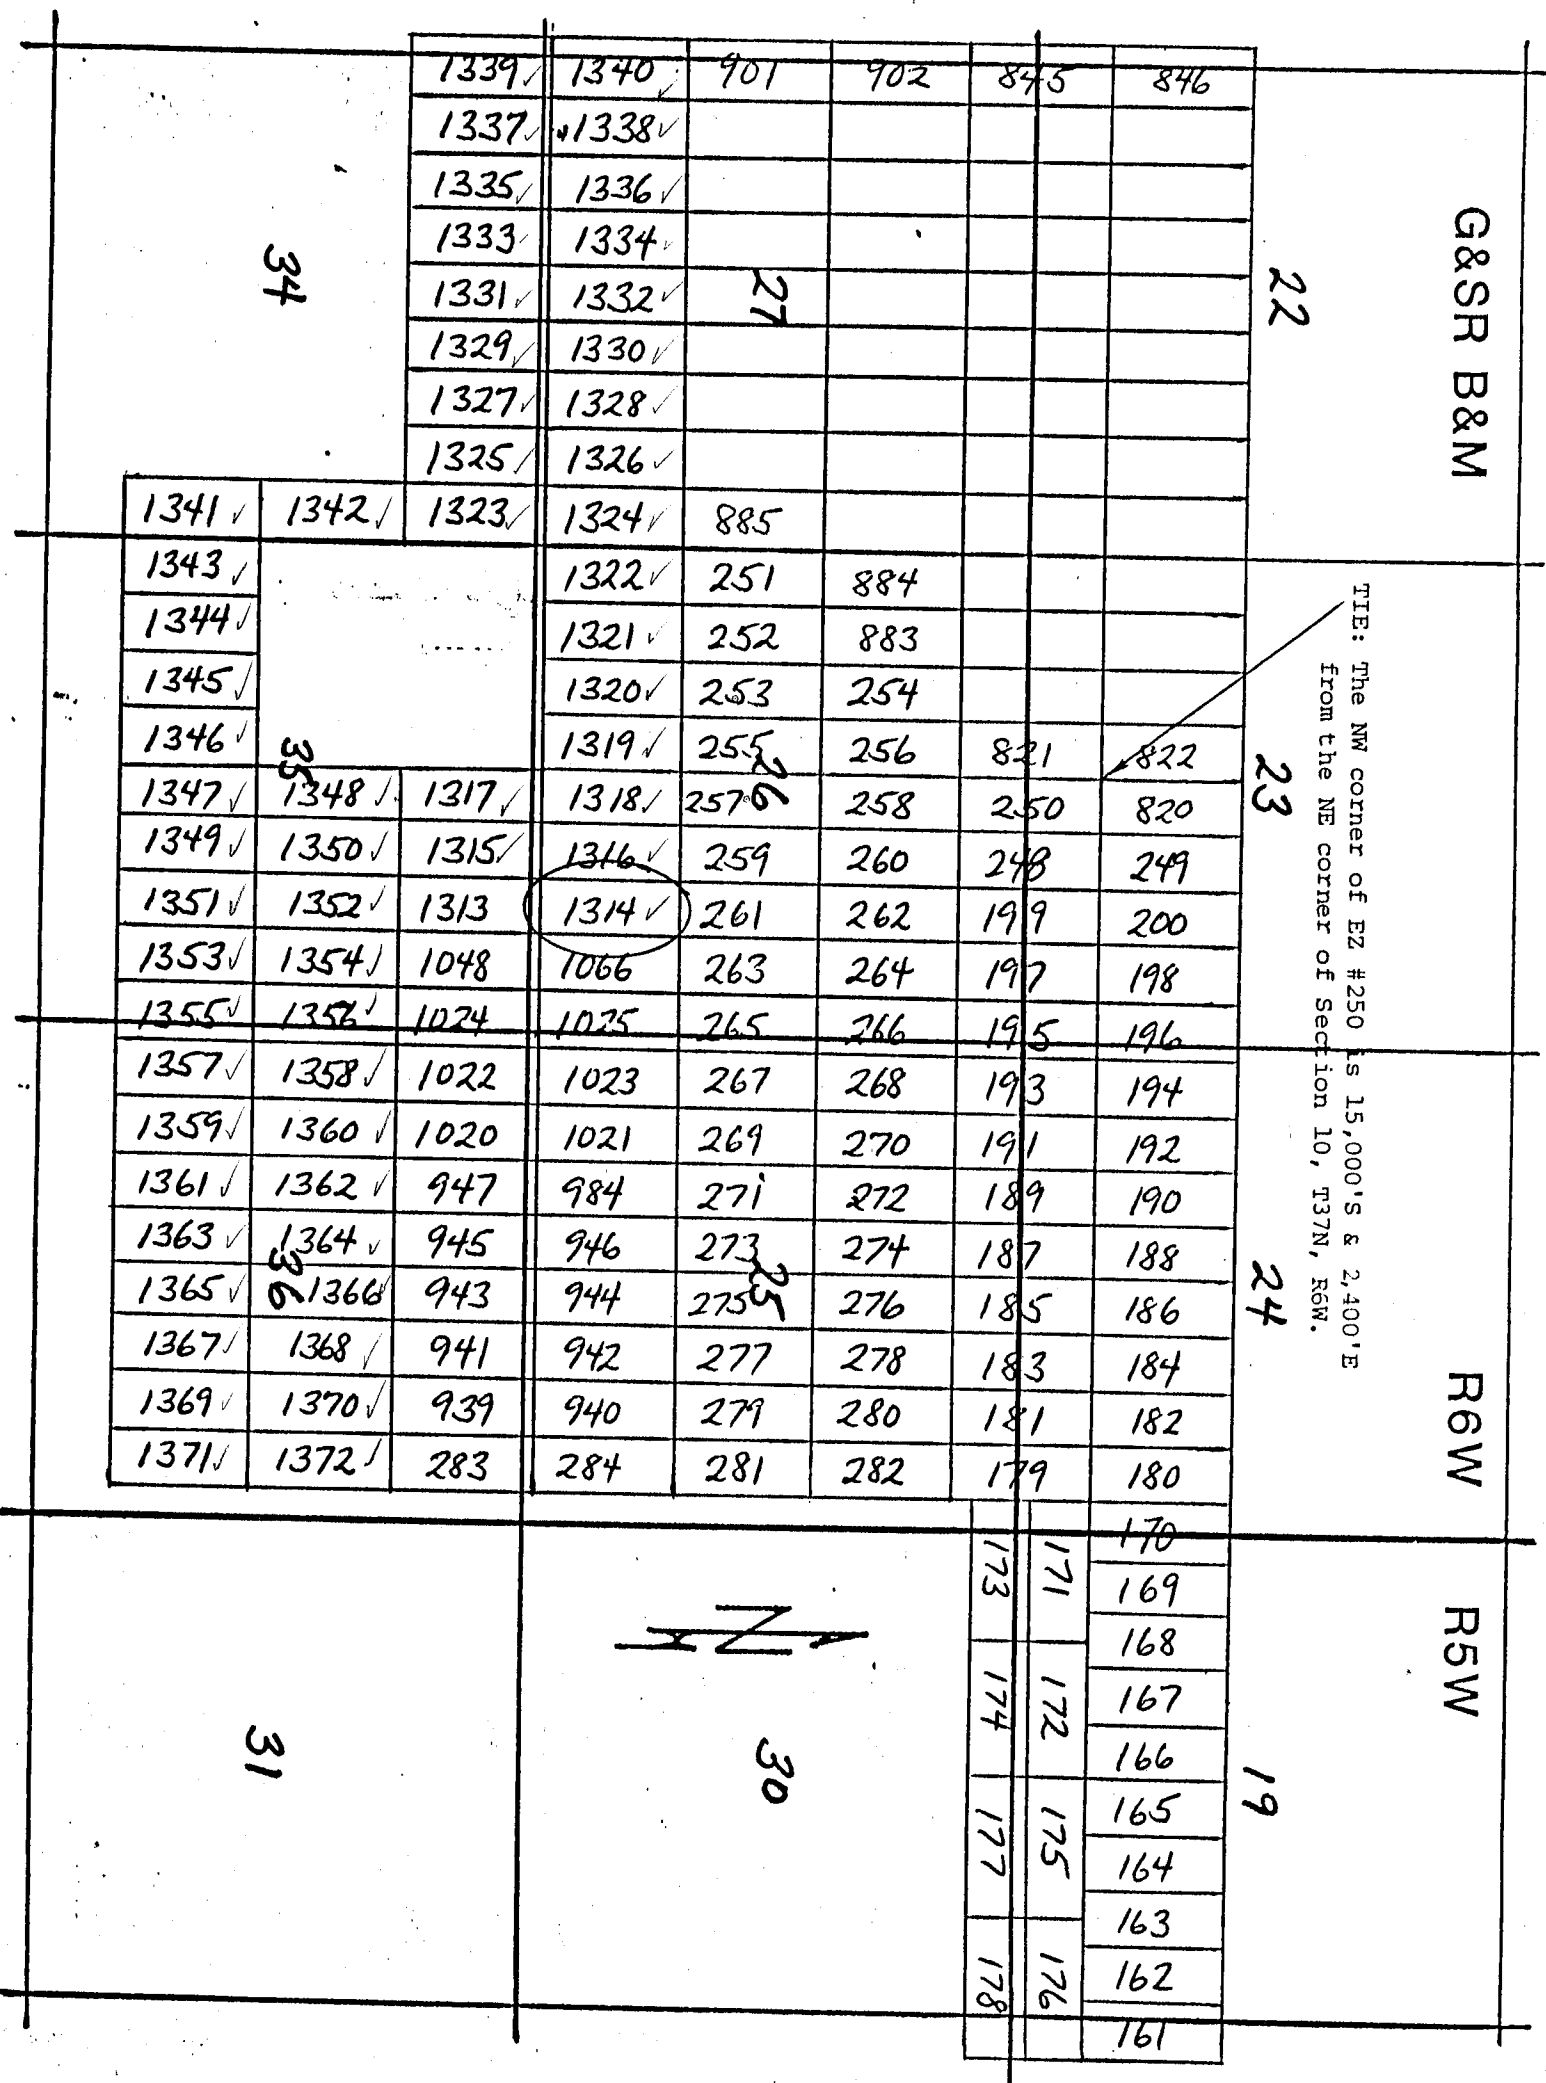 1339✓ 1340✓ 901 902 845 846
1337✓ *1338✓
1335✓ 1336✓
1333✓ 1334✓
1331✓ 1332✓
1329✓ 1330✓
1327✓ 1328✓
1325✓ 1326✓
1341✓ 1342✓ 1323✓ 1324✓ 885
1343✓ 1322✓ 251 884
1344✓ 1321✓ 252 883
1345✓ 1320✓ 253 254
1346✓ 1319✓ 255 256 821 822
1347✓ 1348✓ 1317✓ 1318✓ 257 258 250 820
1349✓ 1350✓ 1315✓ 1316✓ 259 260 248 249
1351✓ 1352✓ 1313 1314✓ 261 262 199 200
1353✓ 1354✓ 1048 1066 263 264 197 198
1355✓ 1356✓ 1024 1025 265 266 195 196
1357✓ 1358✓ 1022 1023 267 268 193 194
1359✓ 1360✓ 1020 1021 269 270 191 192
1361✓ 1362✓ 947 984 271 272 189 190
1363✓ 1364✓ 945 946 273 274 187 188
1365✓ 1366✓ 943 944 275 276 185 186
1367✓ 1368✓ 941 942 277 278 183 184
1369✓ 1370✓ 939 940 279 280 181 182
1371✓ 1372✓ 283 284 281 282 179 180
170
169
168
167
166
165
164
163
162
161
171 172 175 176
173 174 177 178
G&SR B&M R6W R5W
TIE: The NW corner of EZ #250 is 15,000'S & 2,400'E
from the NE corner of Section 10, T37N, R6W.
22 23 24 19
27 26 25 30
34 35 36 31
N